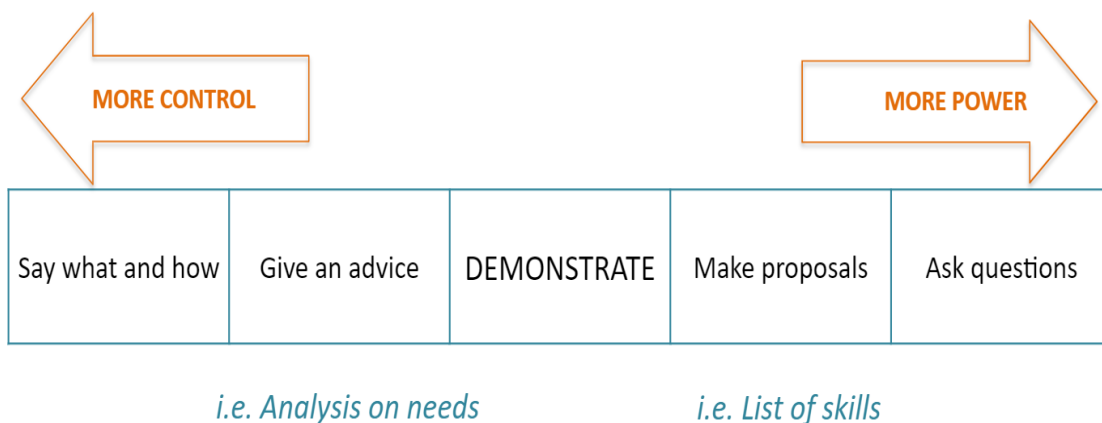 MORE CONTROL
MORE POWER
Say what and how
Give an advice
DEMONSTRATE
Make proposals
Ask questions
i.e. Analysis on needs
i.e. List of skills